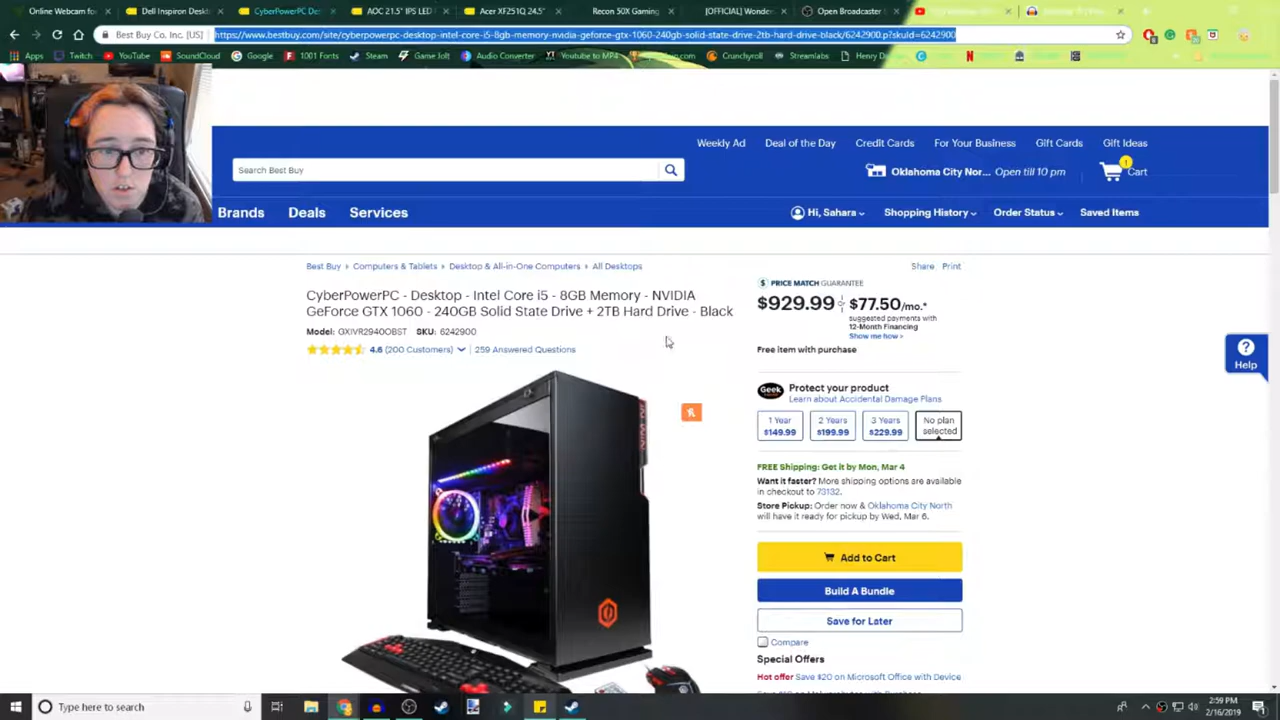 Online Webcam for
Dell Inspiron Deskt
CyberPowerPC De
AOC 21.5" IPS LED
Acer XF251Q 24.5"
Recon 50X Gaming
[OFFICIAL] Wonde
Open Broadcaster
Best Buy Co. Inc. [US]
https://www.bestbuy.com/site/cyberpowerpc-desktop-intel-core-i5-8gb-memory-nvidia-geforce-gtx-1060-240gb-solid-state-drive-2tb-hard-drive-black/6242900.p?skuId=6242900
Apps Twitch YouTube SoundCloud Google 1001 Fonts Steam Game Jolt Audio Converter Youtube to MP4 Crunchyroll Streamlabs Henry
Weekly Ad Deal of the Day Credit Cards For Your Business Gift Cards Gift Ideas
Search Best Buy
Oklahoma City Nor... Open till 10 pm
1
Cart
Brands Deals Services
Hi, Sahara Shopping History Order Status Saved Items
Best Buy Computers & Tablets Desktop & All-in-One Computers All Desktops
Share Print
CyberPowerPC - Desktop - Intel Core i5 - 8GB Memory - NVIDIA
GeForce GTX 1060 - 240GB Solid State Drive + 2TB Hard Drive - Black
Model: GXIVR2940OBST SKU: 6242900
4.6 (200 Customers) 259 Answered Questions
PRICE MATCH GUARANTEE
$929.99 or $77.50/mo.*
suggested payments with
12-Month Financing
Show me how >
Free item with purchase
Geek
Protect your product
Learn about Accidental Damage Plans
1 Year
$149.99
2 Years
$199.99
3 Years
$229.99
No plan
selected
FREE Shipping: Get it by Mon, Mar 4
Want it faster? More shipping options are available
in checkout to 73132.
Store Pickup: Order now & Oklahoma City North
will have it ready for pickup by Wed, Mar 6.
Add to Cart
Build A Bundle
Save for Later
Compare
Special Offers
Hot offer Save $20 on Microsoft Office with Device
?
Help
Type here to search
2:59 PM
2/16/2019